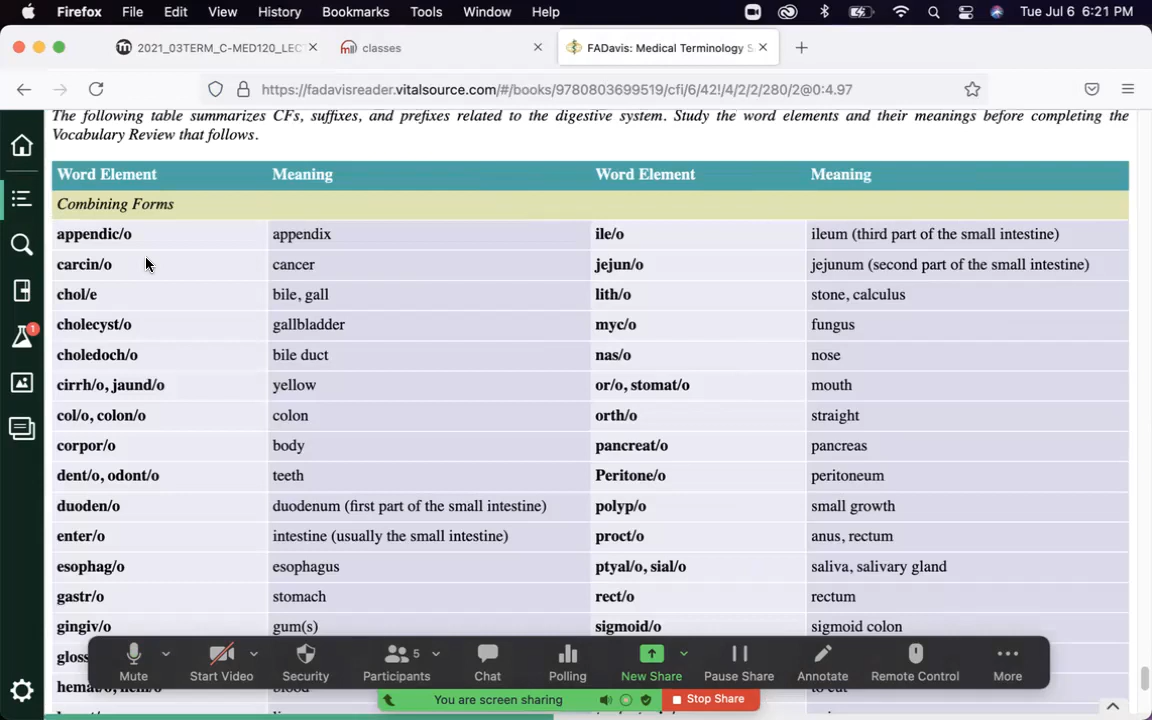 Firefox File Edit View History Bookmarks Tools Window Help Tue Jul 6 6:21 PM
2021_03TERM_C-MED120_LEC classes FADavis: Medical Terminology S
https://fadavisreader.vitalsource.com/#/books/9780803699519/cfi/6/42!/4/2/2/280/2@0:4.97
The following table summarizes CFs, suffixes, and prefixes related to the digestive system. Study the word elements and their meanings before completing the
Vocabulary Review that follows.
Word Element Meaning Word Element Meaning
Combining Forms
appendic/o appendix ile/o ileum (third part of the small intestine)
carcin/o cancer jejun/o jejunum (second part of the small intestine)
chol/e bile, gall lith/o stone, calculus
cholecyst/o gallbladder myc/o fungus
1
choledoch/o bile duct nas/o nose
cirrh/o, jaund/o yellow or/o, stomat/o mouth
col/o, colon/o colon orth/o straight
corpor/o body pancreat/o pancreas
dent/o, odont/o teeth Peritone/o peritoneum
duoden/o duodenum (first part of the small intestine) polyp/o small growth
enter/o intestine (usually the small intestine) proct/o anus, rectum
esophag/o esophagus ptyal/o, sial/o saliva, salivary gland
gastr/o stomach rect/o rectum
gingiv/o gum(s) sigmoid/o sigmoid colon
gloss
5
Mute Start Video Security Participants Chat Polling New Share Pause Share Annotate Remote Control More
You are screen sharing Stop Share